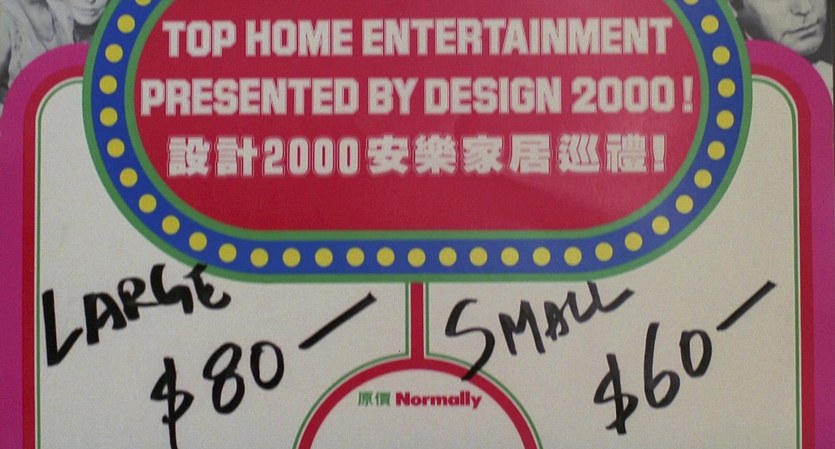 TOP HOME ENTERTAINMENT
PRESENTED BY DESIGN 2000!
設計2000安樂家居巡禮!
LARGE
$80—
SMALL
$60—
原價 Normally